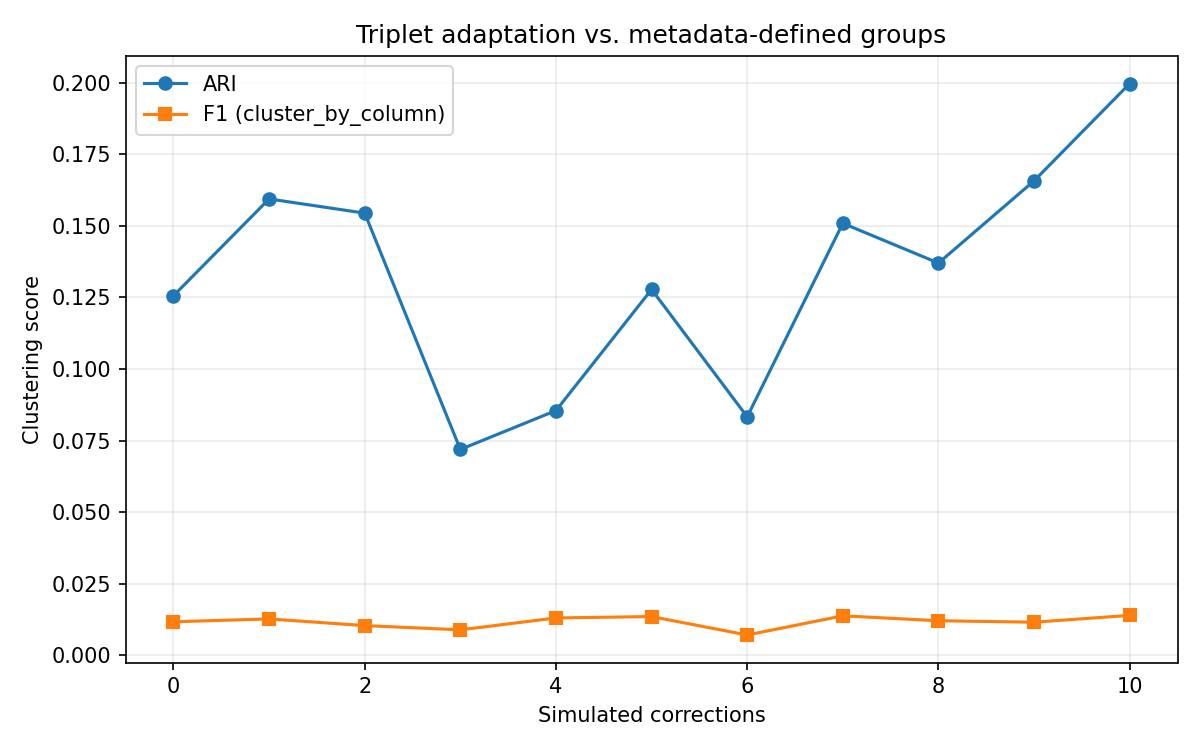 Triplet adaptation vs. metadata-defined groups
ARI
F1 (cluster_by_column)
Clustering score
0.200
0.175
0.150
0.125
0.100
0.075
0.050
0.025
0.000
0 2 4 6 8 10
Simulated corrections